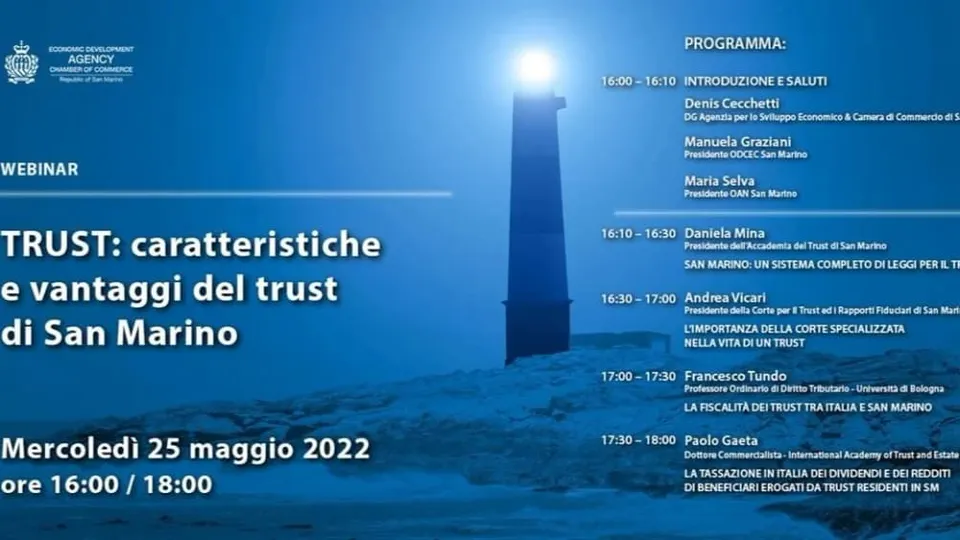 ECONOMIC DEVELOPMENT
AGENCY
CHAMBER OF COMMERCE
Republic of San Marino
WEBINAR
TRUST: caratteristiche
e vantaggi del trust
di San Marino
Mercoledì 25 maggio 2022
ore 16:00 / 18:00
PROGRAMMA:
16:00 – 16:10 INTRODUZIONE E SALUTI
Denis Cecchetti
DG Agenzia per lo Sviluppo Economico & Camera di Commercio di
Manuela Graziani
Presidente ODCEC San Marino
Maria Selva
Presidente OAN San Marino
16:10 – 16:30 Daniela Mina
Presidente dell'Accademia del Trust di San Marino
SAN MARINO: UN SISTEMA COMPLETO DI LEGGI PER IL
16:30 – 17:00 Andrea Vicari
Presidente della Corte per il Trust ed i Rapporti Fiduciari di San
L'IMPORTANZA DELLA CORTE SPECIALIZZATA
NELLA VITA DI UN TRUST
17:00 – 17:30 Francesco Tundo
Professore Ordinario di Diritto Tributario - Università di Bologna
LA FISCALITÀ DEI TRUST TRA ITALIA E SAN MARINO
17:30 – 18:00 Paolo Gaeta
Dottore Commercialista - International Academy of Trust and Estate
LA TASSAZIONE IN ITALIA DEI DIVIDENDI E DEI REDDITI
DI BENEFICIARI EROGATI DA TRUST RESIDENTI IN SM